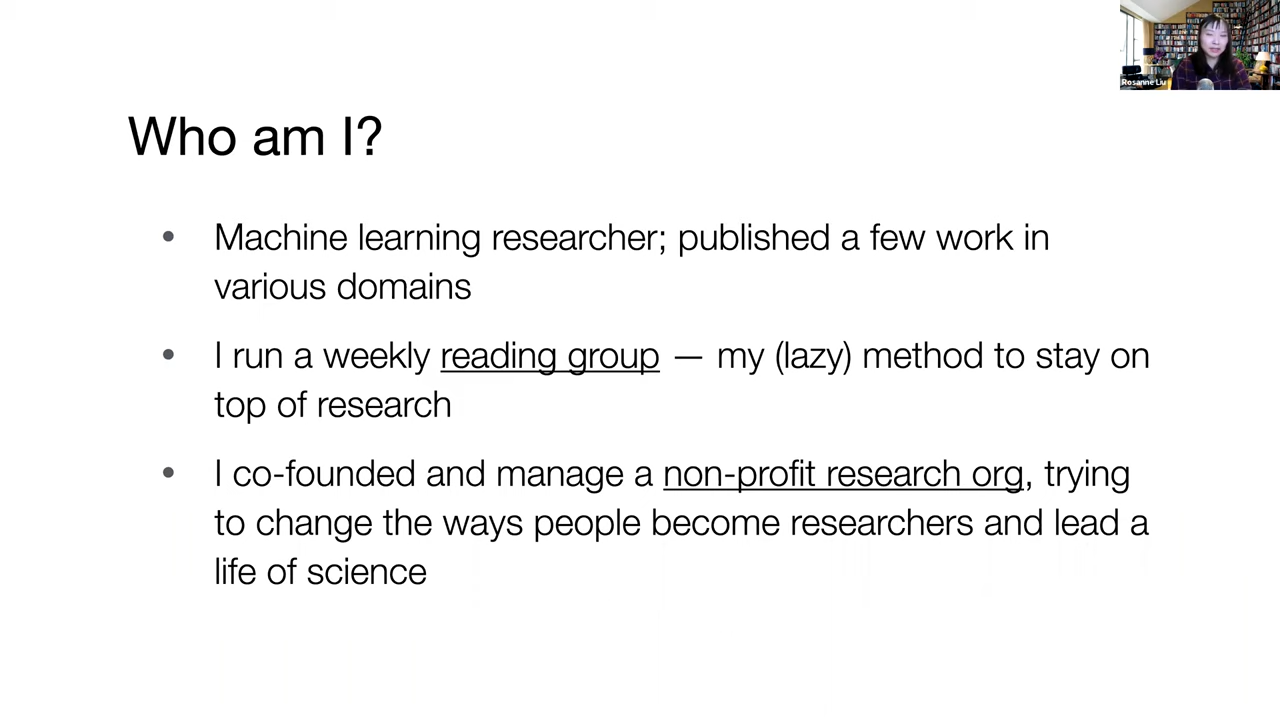 Rosanne Liu
Who am I?
• Machine learning researcher; published a few work in
various domains
• I run a weekly reading group — my (lazy) method to stay on
top of research
• I co-founded and manage a non-profit research org, trying
to change the ways people become researchers and lead a
life of science